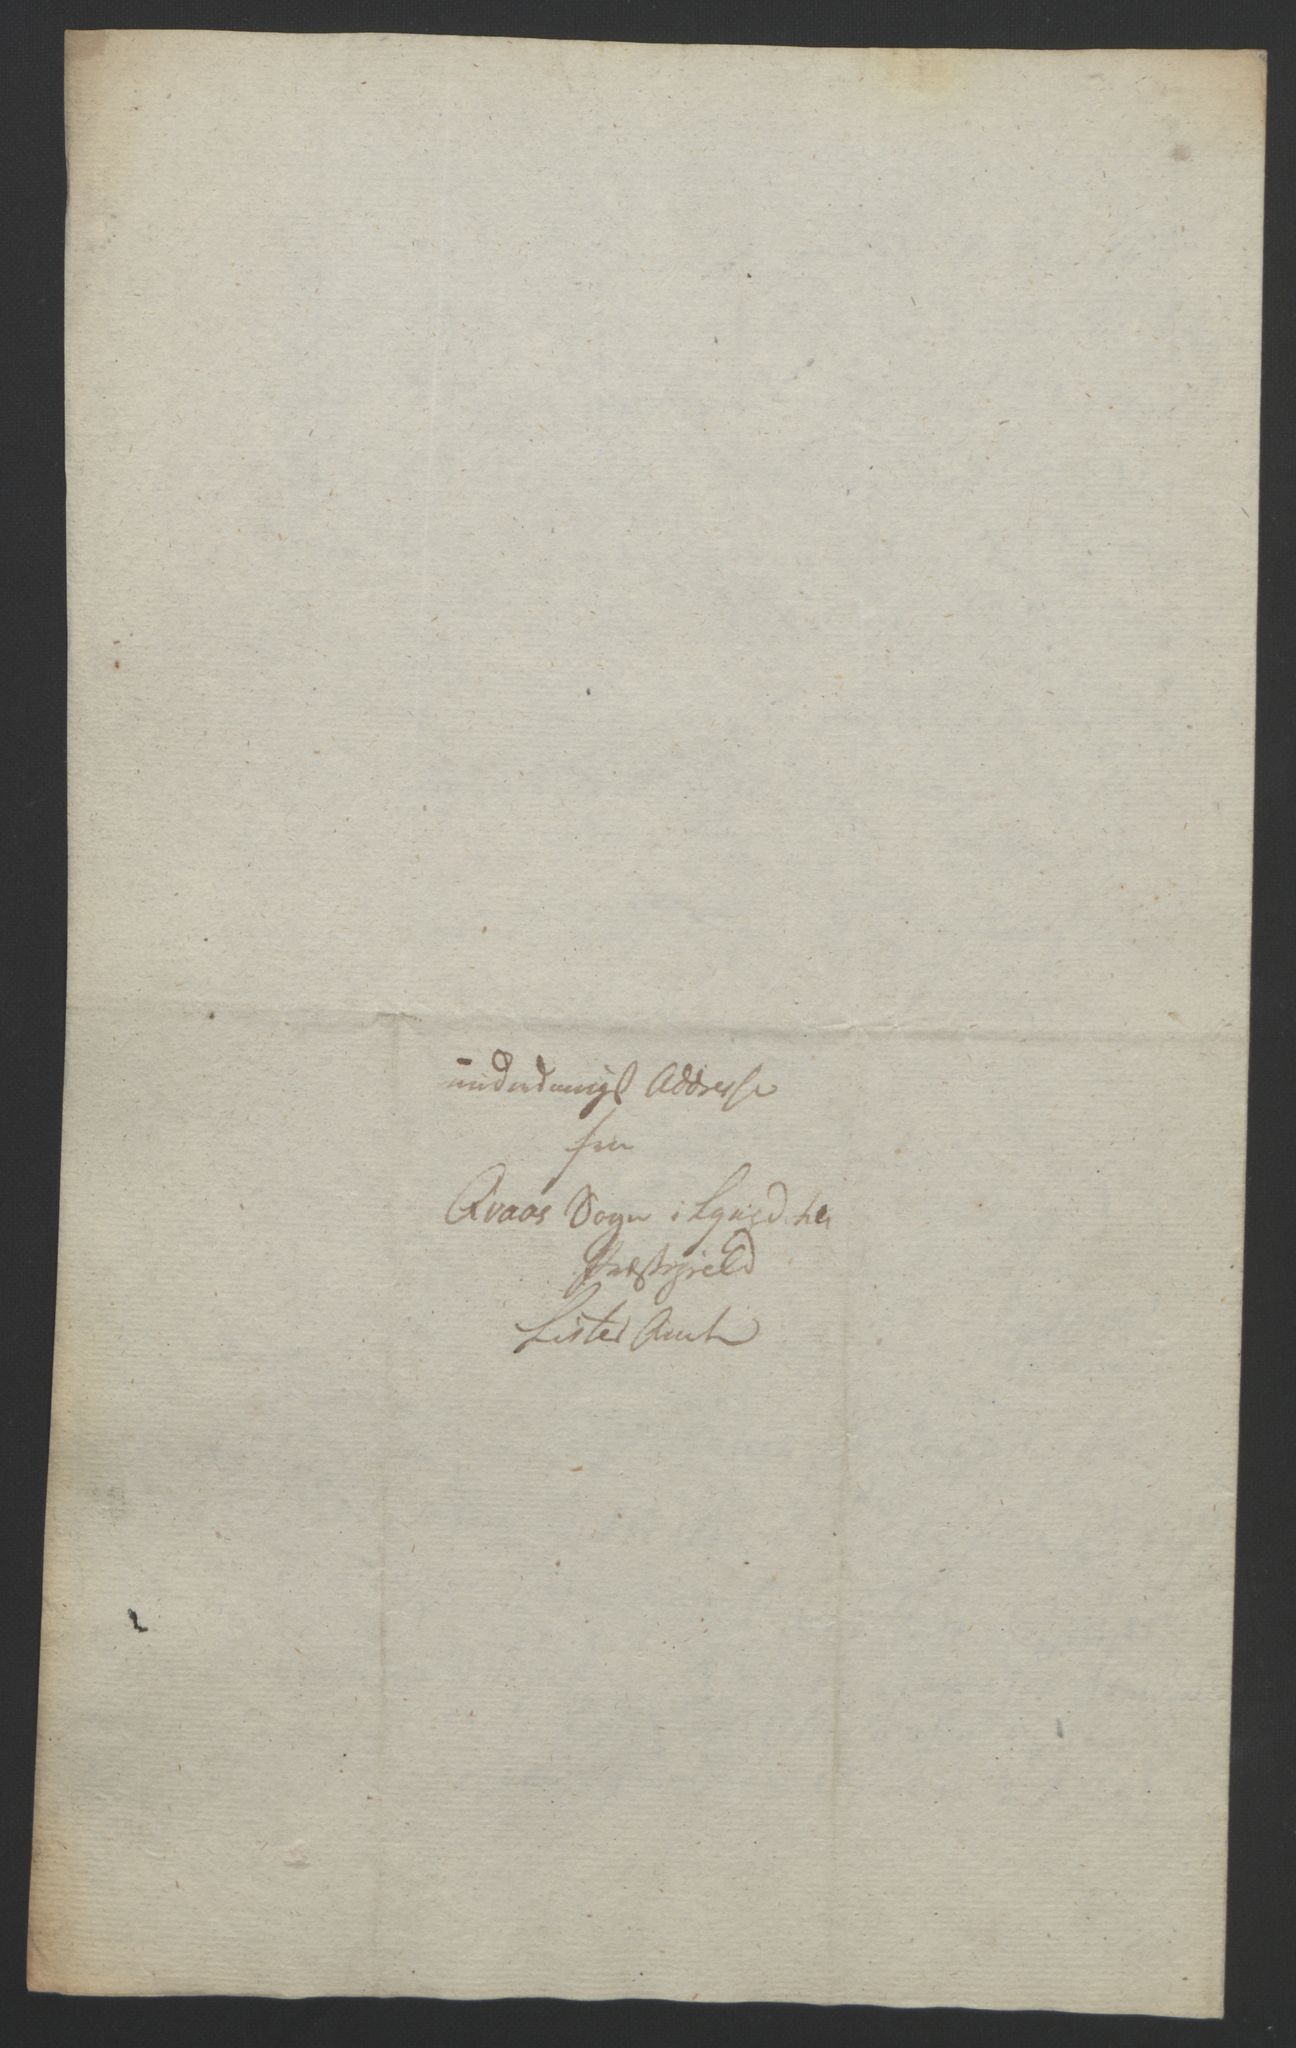 underdanigst Addresse
fra
Qvaas Sogn i Lyngdahls
Præstegield
Lister Amt